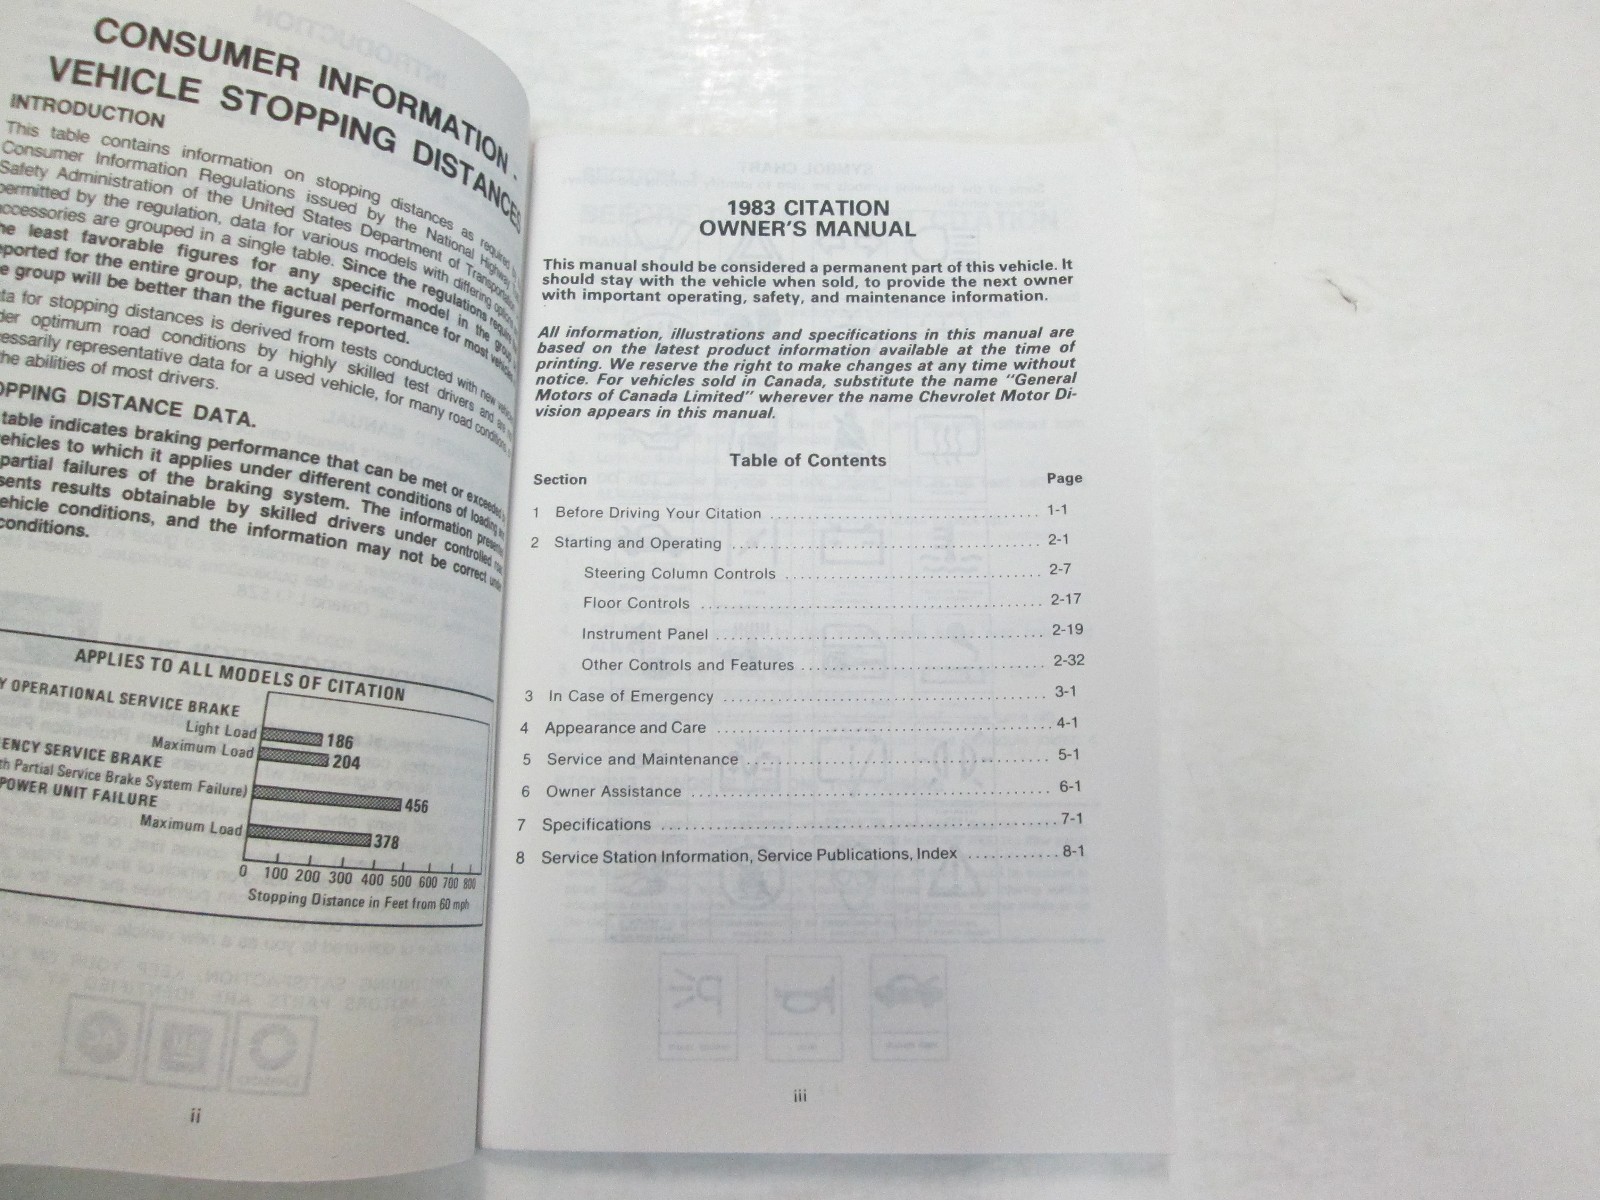 CONSUMER INFORMATION -
VEHICLE STOPPING DISTANCES
INTRODUCTION
This table contains information on stopping distances as required by
Consumer Information Regulations issued by the National Highway
Safety Administration of the United States Department of Transportation
permitted by the regulation, data for various models with differing options
accessories are grouped in a single table. Since the regulations require
the least favorable figures for any specific model in the group
reported for the entire group, the actual performance for most vehicles
group will be better than the figures reported.
for stopping distances is derived from tests conducted with new
optimum road conditions by highly skilled test drivers and are
representative data for a used vehicle, for many road conditions,
the abilities of most drivers.
STOPPING DISTANCE DATA.
table indicates braking performance that can be met or exceeded
vehicles to which it applies under different conditions of loading
partial failures of the braking system. The information
results obtainable by skilled drivers under controlled
vehicle conditions, and the information may not be correct under
conditions.
APPLIES TO ALL MODELS OF CITATION
Y OPERATIONAL SERVICE BRAKE
Light Load 186
Maximum Load 204
ENCY SERVICE BRAKE
th Partial Service Brake System Failure) 456
POWER UNIT FAILURE
Maximum Load 378
0 100 200 300 400 500 600 700 800
Stopping Distance in Feet from 60 mph
ii
1983 CITATION
OWNER'S MANUAL
This manual should be considered a permanent part of this vehicle. It
should stay with the vehicle when sold, to provide the next owner
with important operating, safety, and maintenance information.
All information, illustrations and specifications in this manual are
based on the latest product information available at the time of
printing. We reserve the right to make changes at any time without
notice. For vehicles sold in Canada, substitute the name "General
Motors of Canada Limited" wherever the name Chevrolet Motor Di-
vision appears in this manual.
Table of Contents
Section Page
1 Before Driving Your Citation 1-1
2 Starting and Operating 2-1
Steering Column Controls 2-7
Floor Controls 2-17
Instrument Panel 2-19
Other Controls and Features 2-32
3 In Case of Emergency 3-1
4 Appearance and Care 4-1
5 Service and Maintenance 5-1
6 Owner Assistance 6-1
7 Specifications 7-1
8 Service Station Information, Service Publications, Index 8-1
iii